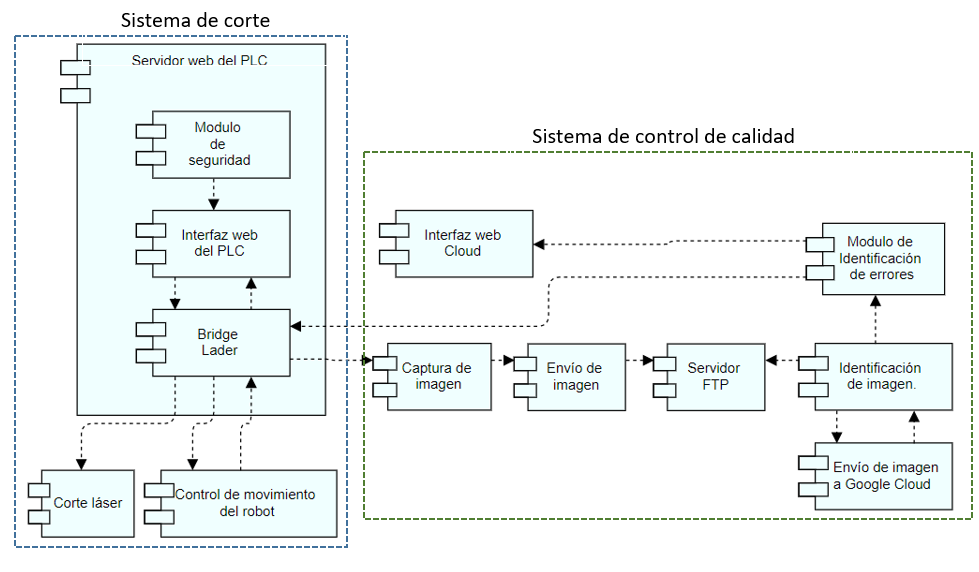 Sistema de corte
Servidor web del PLC
Modulo
de
seguridad
Interfaz web
del PLC
Bridge
Lader
Corte láser
Control de movimiento
del robot
Sistema de control de calidad
Interfaz web
Cloud
Modulo de
Identificación
de errores
Captura de
imagen
Envío de
imagen
Servidor
FTP
Identificación
de imagen.
Envío de imagen
a Google Cloud